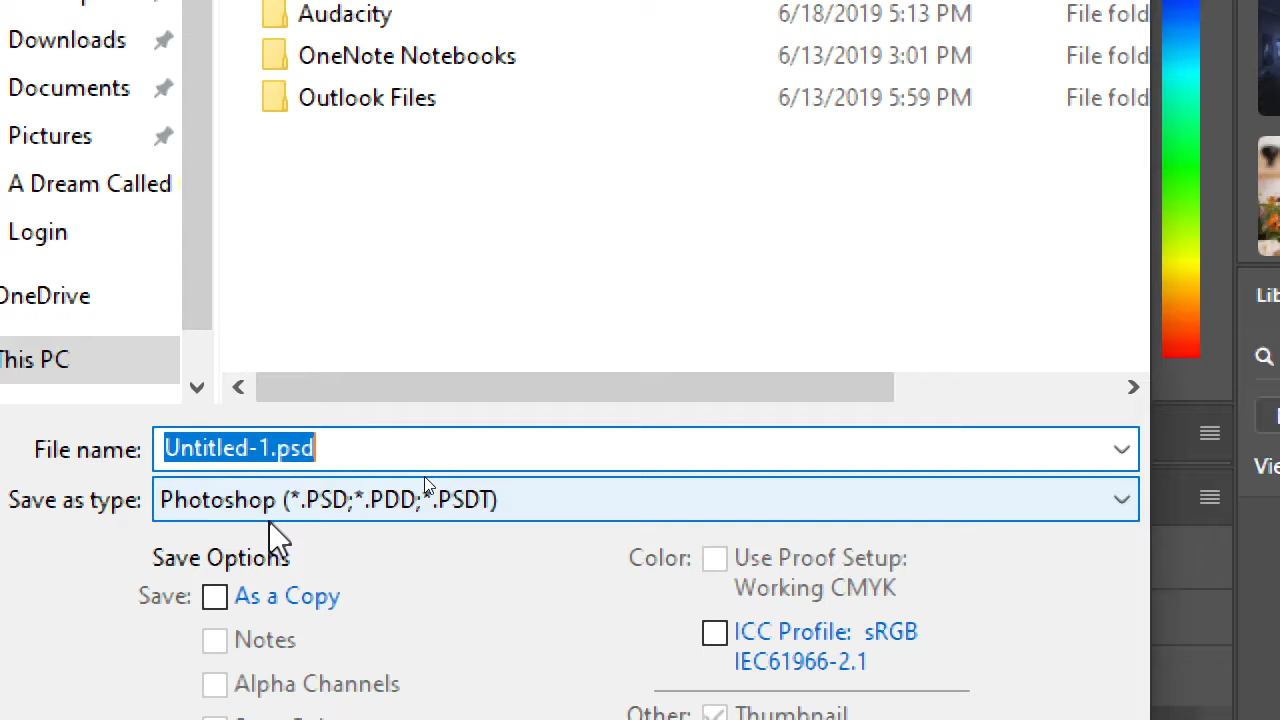 Downloads
Documents
Pictures
A Dream Called
Login
OneDrive
This PC
Audacity 6/18/2019 5:13 PM File fold
OneNote Notebooks 6/13/2019 3:01 PM File fold
Outlook Files 6/13/2019 5:59 PM File fold
File name: Untitled-1.psd
Save as type: Photoshop (*.PSD;*.PDD;*.PSDT)
Save Options
Save: As a Copy
Notes
Alpha Channels
Color: Use Proof Setup:
Working CMYK
ICC Profile: sRGB
IEC61966-2.1
Other: Thumbnail
Lib
Vie